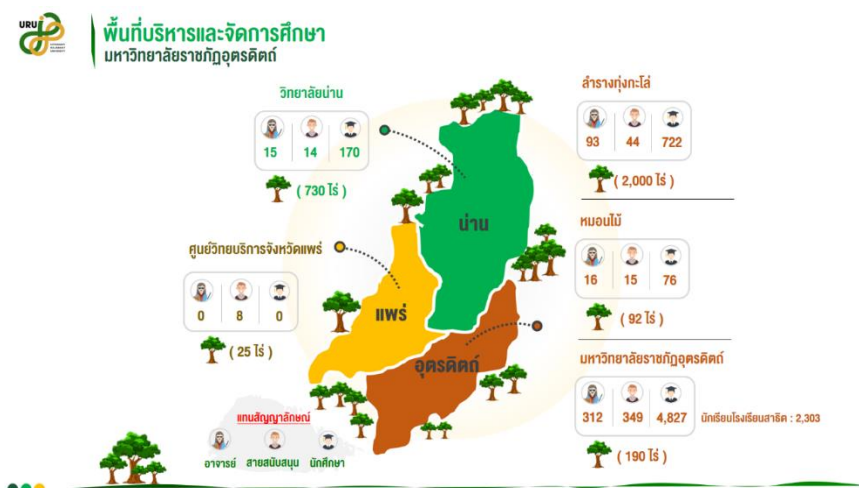 URU
พื้นที่บริหารและจัดการศึกษา
มหาวิทยาลัยราชภัฏอุตรดิตถ์
วิทยาลัยน่าน
15 14 170
( 730 ไร่ )
ศูนย์วิทยบริการจังหวัดแพร่
0 8 0
( 25 ไร่ )
น่าน
แพร่
อุตรดิตถ์
ลำรางทุ่งกะโล่
93 44 722
( 2,000 ไร่ )
หมอนไม้
16 15 76
( 92 ไร่ )
มหาวิทยาลัยราชภัฏอุตรดิตถ์
312 349 4,827 นักเรียนโรงเรียนสาธิต : 2,303
( 190 ไร่ )
แทนสัญญาลักษณ์
อาจารย์ สายสนับสนุน นักศึกษา